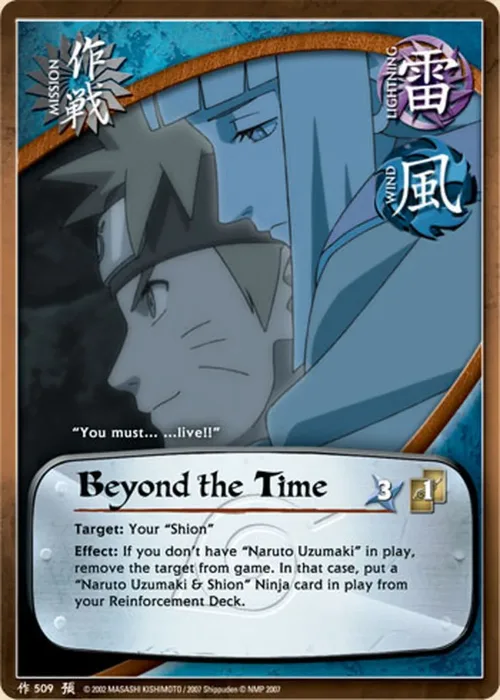 MISSION
作戦
LIGHTNING
雷
WIND
風
"You must... ...live!!"
Beyond the Time
3
1
Target: Your "Shion"
Effect: If you don't have "Naruto Uzumaki" in play,
remove the target from game. In that case, put a
"Naruto Uzumaki & Shion" Ninja card in play from
your Reinforcement Deck.
作 509 張 © 2002 MASASHI KISHIMOTO / 2007 Shippuden © NMP 2007